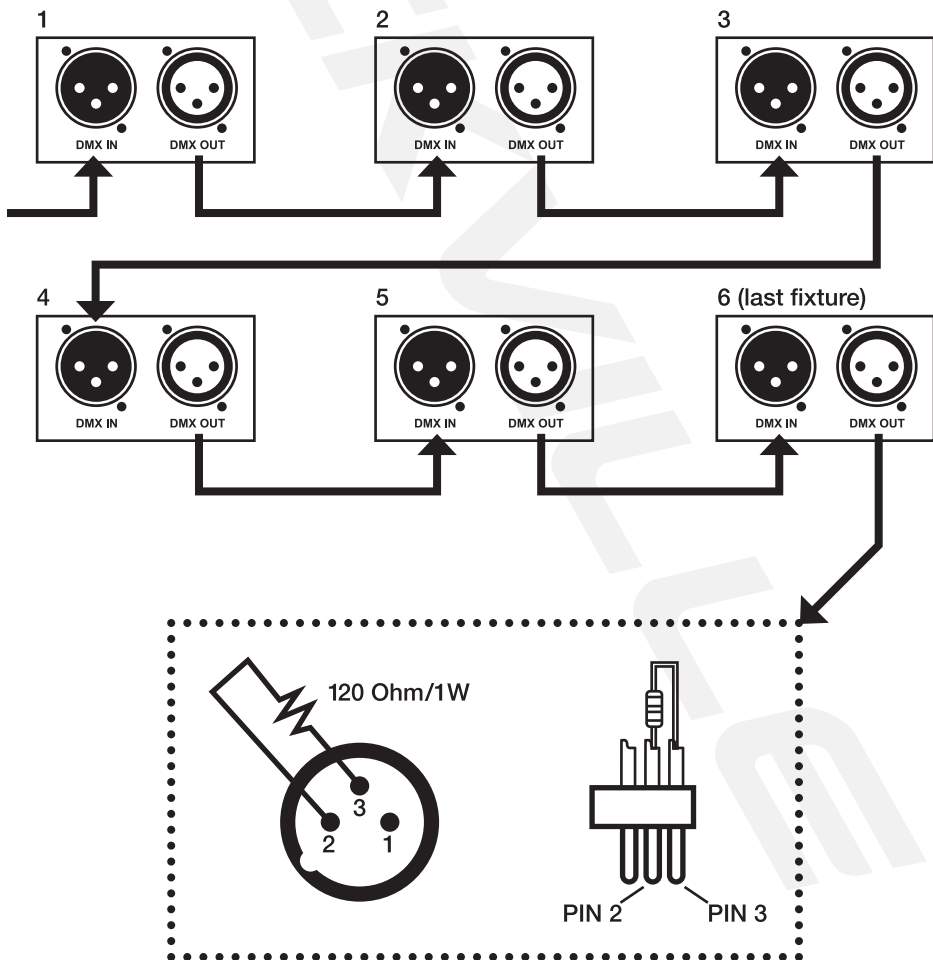 1
2
3
DMX IN DMX OUT
DMX IN DMX OUT
DMX IN DMX OUT
4
5
6 (last fixture)
DMX IN DMX OUT
DMX IN DMX OUT
DMX IN DMX OUT
120 Ohm/1W
3
2
1
PIN 2
PIN 3